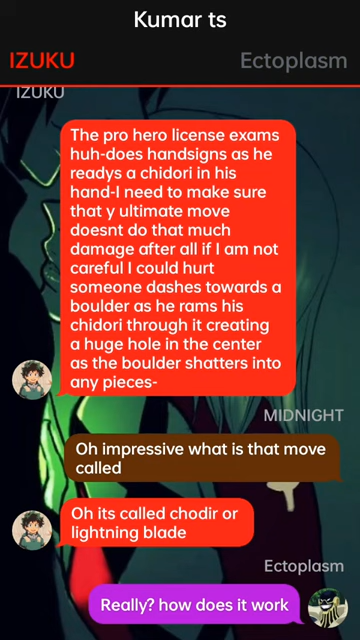 Kumar ts
IZUKU
Ectoplasm
IZUKU
The pro hero license exams
huh-does handsigns as he
readys a chidori in his
hand-I need to make sure
that y ultimate move
doesnt do that much
damage after all if I am not
careful I could hurt
someone dashes towards a
boulder as he rams his
chidori through it creating
a huge hole in the center
as the boulder shatters into
any pieces-
MIDNIGHT
Oh impressive what is that move
called
Oh its called chodir or
lightning blade
Ectoplasm
Really? how does it work